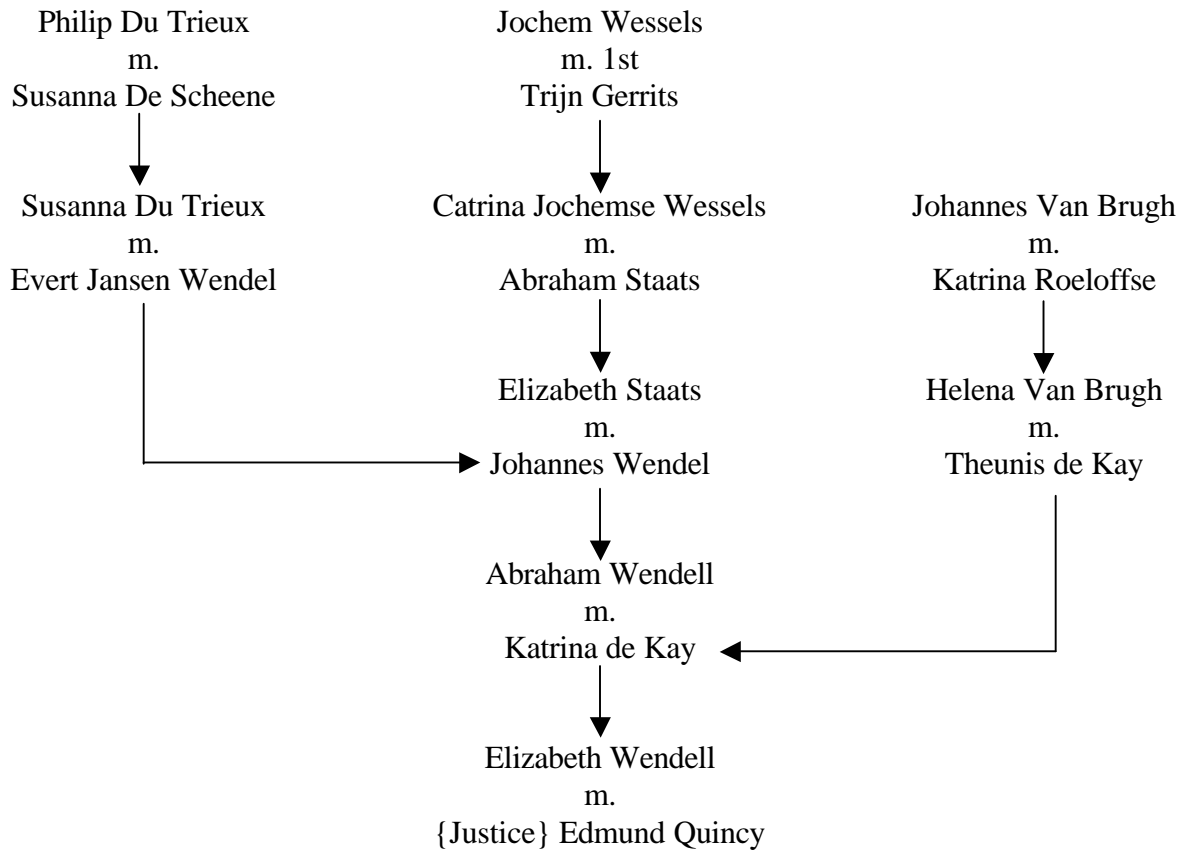 Philip Du Trieux
m.
Susanna De Scheene
Jochem Wessels
m. 1st
Trijn Gerrits
Susanna Du Trieux
m.
Evert Jansen Wendel
Catrina Jochemse Wessels
m.
Abraham Staats
Johannes Van Brugh
m.
Katrina Roeloffse
Elizabeth Staats
m.
Johannes Wendel
Helena Van Brugh
m.
Theunis de Kay
Abraham Wendell
m.
Katrina de Kay
Elizabeth Wendell
m.
{Justice} Edmund Quincy